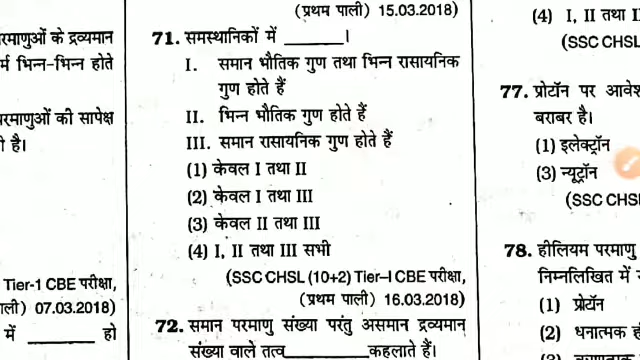 रमाणुओं के द्रव्यमान
र्म भिन्न-भिन्न होते
रमाणुओं की सापेक्ष
ी है।
Tier-1 CBE परीक्षा,
ाली) 07.03.2018)
में ________ हो
(प्रथम पाली) 15.03.2018)
71. समस्थानिकों में _______।
I. समान भौतिक गुण तथा भिन्न रासायनिक
गुण होते हैं
II. भिन्न भौतिक गुण होते हैं
III. समान रासायनिक गुण होते हैं
(1) केवल I तथा II
(2) केवल I तथा III
(3) केवल II तथा III
(4) I, II तथा III सभी
(SSC CHSL (10+2) Tier–I CBE परीक्षा,
(प्रथम पाली) 16.03.2018)
72. समान परमाणु संख्या परंतु असमान द्रव्यमान
संख्या वाले तत्व__________कहलाते हैं।
(4) I, II तथा II
(SSC CHSL
77. प्रोटॉन पर आवेश
बराबर है।
(1) इलेक्ट्रॉन
(3) न्यूट्रॉन
(SSC CHSL
78. हीलियम परमाणु
निम्नलिखित में
(1) प्रोटॉन
(2) धनात्मक